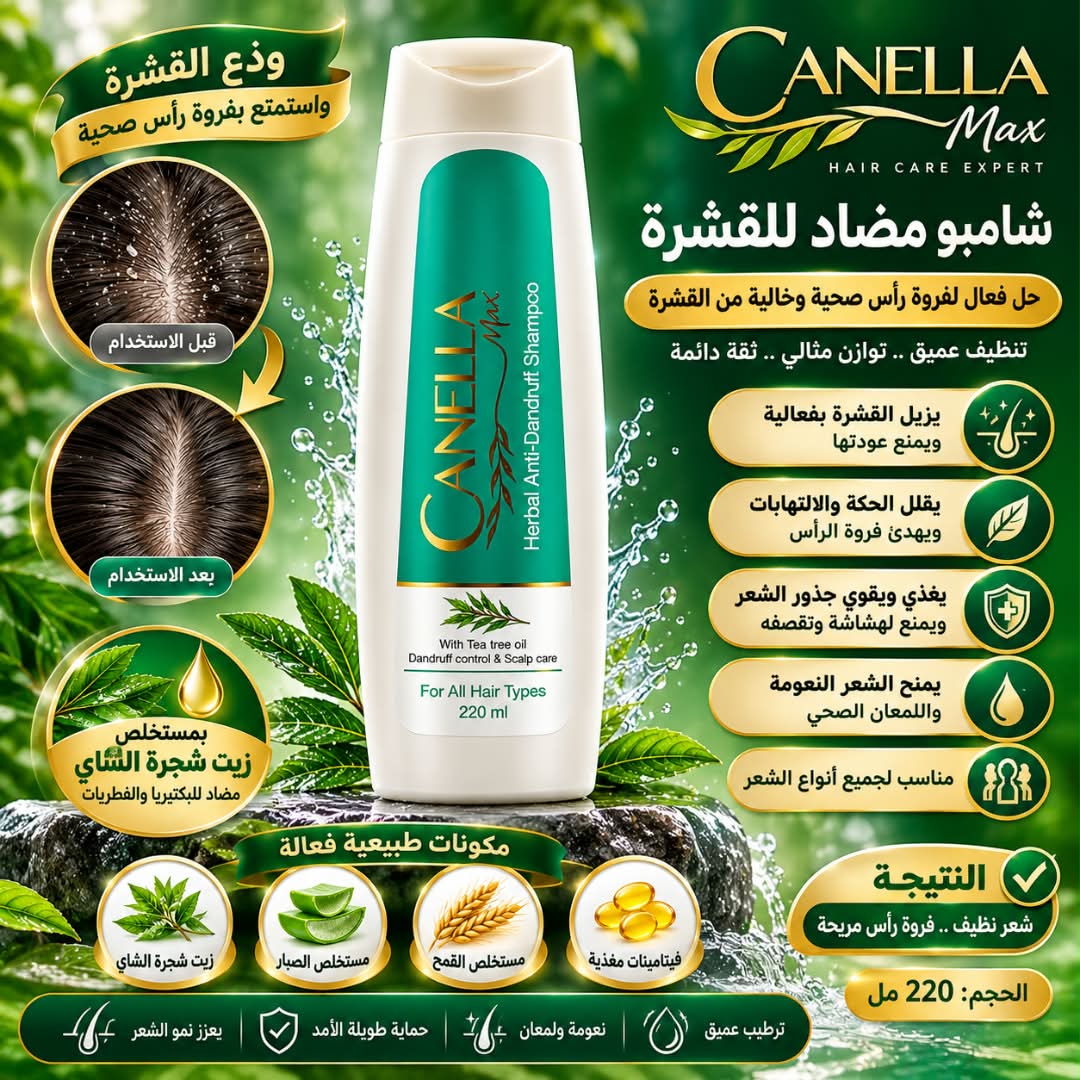 وذع القشرة
واستمتع بفروة رأس صحية
قبل الاستخدام
بعد الاستخدام
CANELLA
Max
HAIR CARE EXPERT
شامبو مضاد للقشرة
حل فعال لفروة رأس صحية وخالية من القشرة
تنظيف عميق .. توازن مثالي .. ثقة دائمة
يزيل القشرة بفعالية
ويمنع عودتها
يقلل الحكة والالتهابات
ويهدئ فروة الرأس
يغذي ويقوي جذور الشعر
ويمنع لهشاشة وتقصفه
يمنح الشعر النعومة
واللمعان الصحي
مناسب لجميع أنواع الشعر
CANELLA
Max
Herbal Anti-Dandruff Shampoo
With Tea tree oil
Dandruff control & Scalp care
For All Hair Types
220 ml
بمستخلص
زيت شجرة الشاي
مضاد للبكتيريا والفطريات
مكونات طبيعية فعالة
فيتامينات مغذية
مستخلص القمح
مستخلص الصبار
زيت شجرة الشاي
النتيجة
شعر نظيف .. فروة رأس مريحة
الحجم: 220 مل
ترطيب عميق
نعومة ولمعان
حماية طويلة الأمد
يعزز نمو الشعر